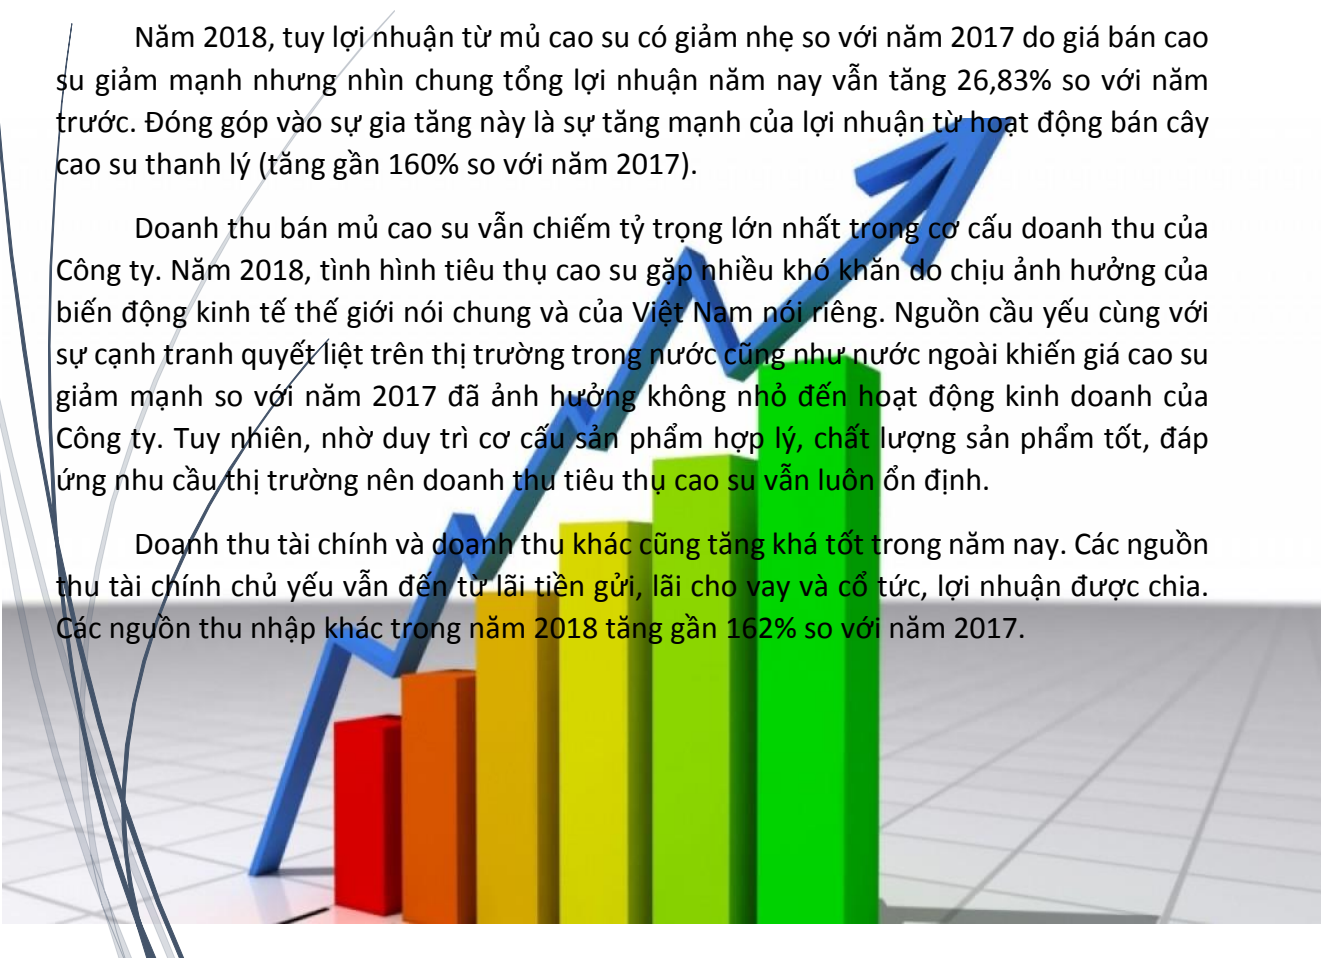 Năm 2018, tuy lợi nhuận từ mủ cao su có giảm nhẹ so với năm 2017 do giá bán cao
su giảm mạnh nhưng nhìn chung tổng lợi nhuận năm nay vẫn tăng 26,83% so với năm
trước. Đóng góp vào sự gia tăng này là sự tăng mạnh của lợi nhuận từ hoạt động bán cây
cao su thanh lý (tăng gần 160% so với năm 2017).
Doanh thu bán mủ cao su vẫn chiếm tỷ trọng lớn nhất trong cơ cấu doanh thu của
Công ty. Năm 2018, tình hình tiêu thụ cao su gặp nhiều khó khăn do chịu ảnh hưởng của
biến động kinh tế thế giới nói chung và của Việt Nam nói riêng. Nguồn cầu yếu cùng với
sự cạnh tranh quyết liệt trên thị trường trong nước cũng như nước ngoài khiến giá cao su
giảm mạnh so với năm 2017 đã ảnh hưởng không nhỏ đến hoạt động kinh doanh của
Công ty. Tuy nhiên, nhờ duy trì cơ cấu sản phẩm hợp lý, chất lượng sản phẩm tốt, đáp
ứng nhu cầu thị trường nên doanh thu tiêu thụ cao su vẫn luôn ổn định.
Doanh thu tài chính và doanh thu khác cũng tăng khá tốt trong năm nay. Các nguồn
thu tài chính chủ yếu vẫn đến từ lãi tiền gửi, lãi cho vay và cổ tức, lợi nhuận được chia.
Các nguồn thu nhập khác trong năm 2018 tăng gần 162% so với năm 2017.